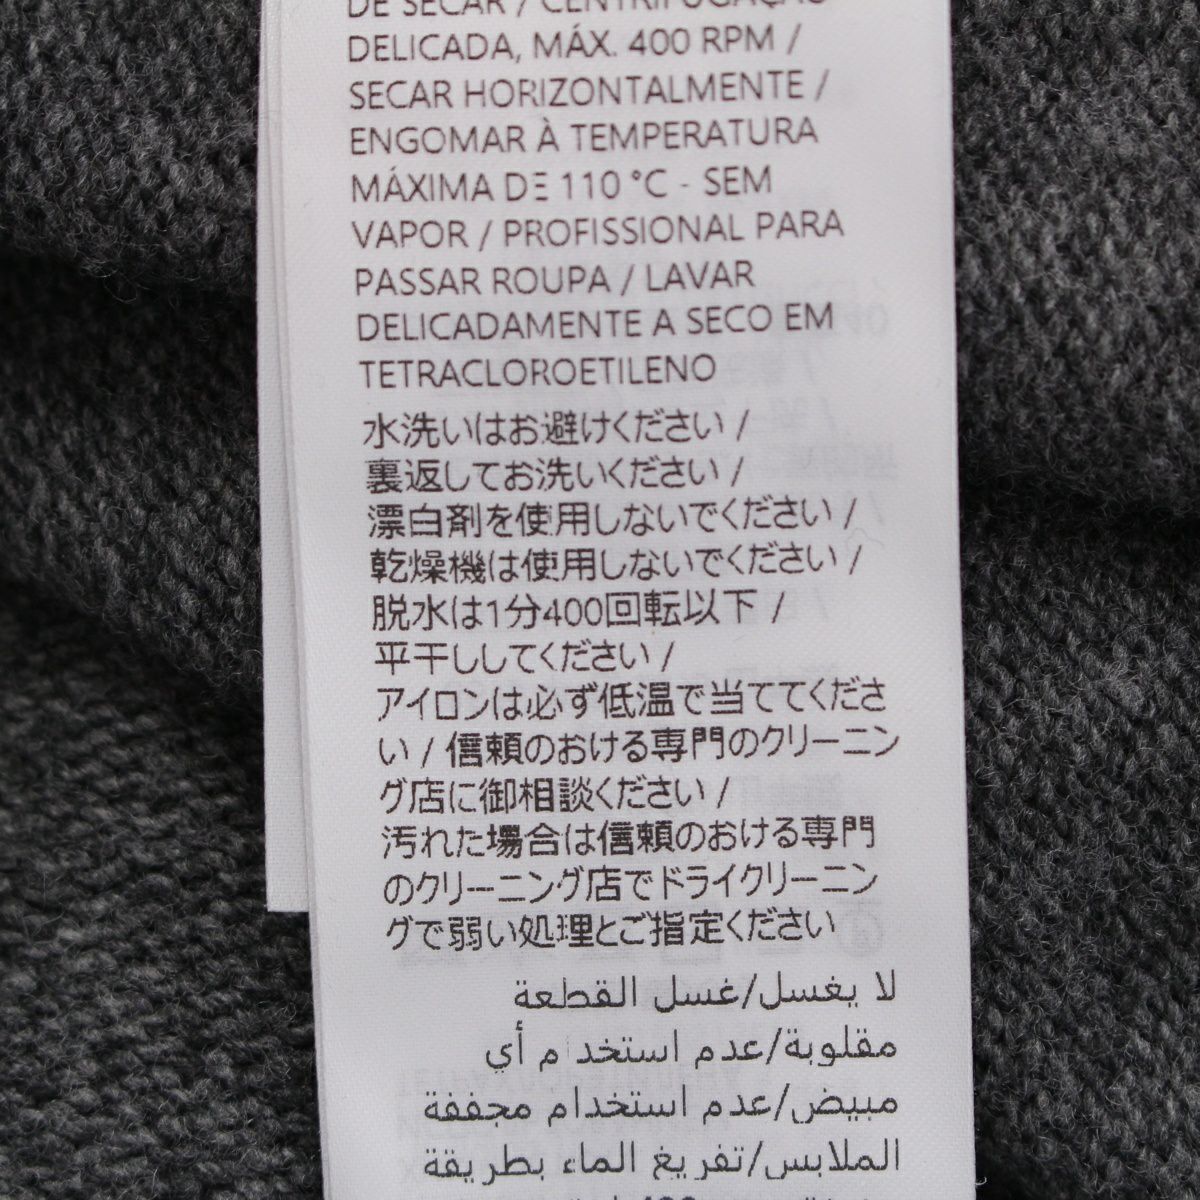 DE SECAR / CENTRIFUGAÇÃO
DELICADA, MÁX. 400 RPM /
SECAR HORIZONTALMENTE /
ENGOMAR À TEMPERATURA
MÁXIMA DE 110 °C - SEM
VAPOR / PROFISSIONAL PARA
PASSAR ROUPA / LAVAR
DELICADAMENTE A SECO EM
TETRACLOROETILENO
水洗いはお避けください /
裏返してお洗いください /
漂白剤を使用しないでください /
乾燥機は使用しないでください /
脱水は1分400回転以下 /
平干ししてください /
アイロンは必ず低温で当ててくださ
い / 信頼のおける専門のクリーニン
グ店に御相談ください /
汚れた場合は信頼のおける専門
のクリーニング店でドライクリーニン
グで弱い処理とご指定ください
لا يغسل/غسل القطعة
مقلوبة/عدم استخدام أي
مبيض/عدم استخدام مجففة
الملابس/تفريغ الماء بطريقة